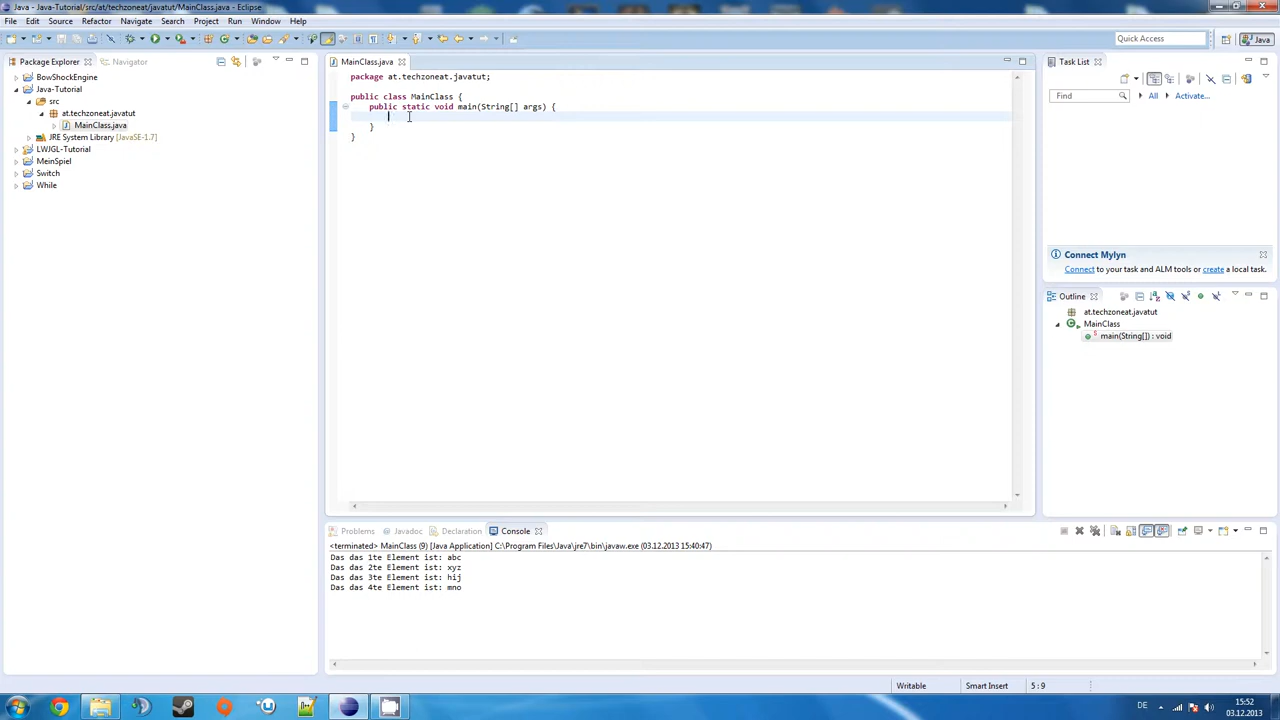 Java - Java-Tutorial/src/at/techzoneat/javatut/MainClass.java - Eclipse
File Edit Source Refactor Navigate Search Project Run Window Help
Quick Access
Java
Package Explorer
Navigator
BowShockEngine
Java-Tutorial
src
at.techzoneat.javatut
MainClass.java
JRE System Library [JavaSE-1.7]
LWJGL-Tutorial
MeinSpiel
Switch
While
MainClass.java
package at.techzoneat.javatut;
public class MainClass {
public static void main(String[] args) {
}
}
Task List
Find
All
Activate...
Connect Mylyn
Connect to your task and ALM tools or create a local task.
Outline
at.techzoneat.javatut
MainClass
main(String[]) : void
Problems Javadoc Declaration Console
<terminated> MainClass (9) [Java Application] C:\Program Files\Java\jre7\bin\javaw.exe (03.12.2013 15:40:47)
Das das 1te Element ist: abc
Das das 2te Element ist: xyz
Das das 3te Element ist: hij
Das das 4te Element ist: mno
Writable
Smart Insert
5 : 9
DE
15:52
03.12.2013